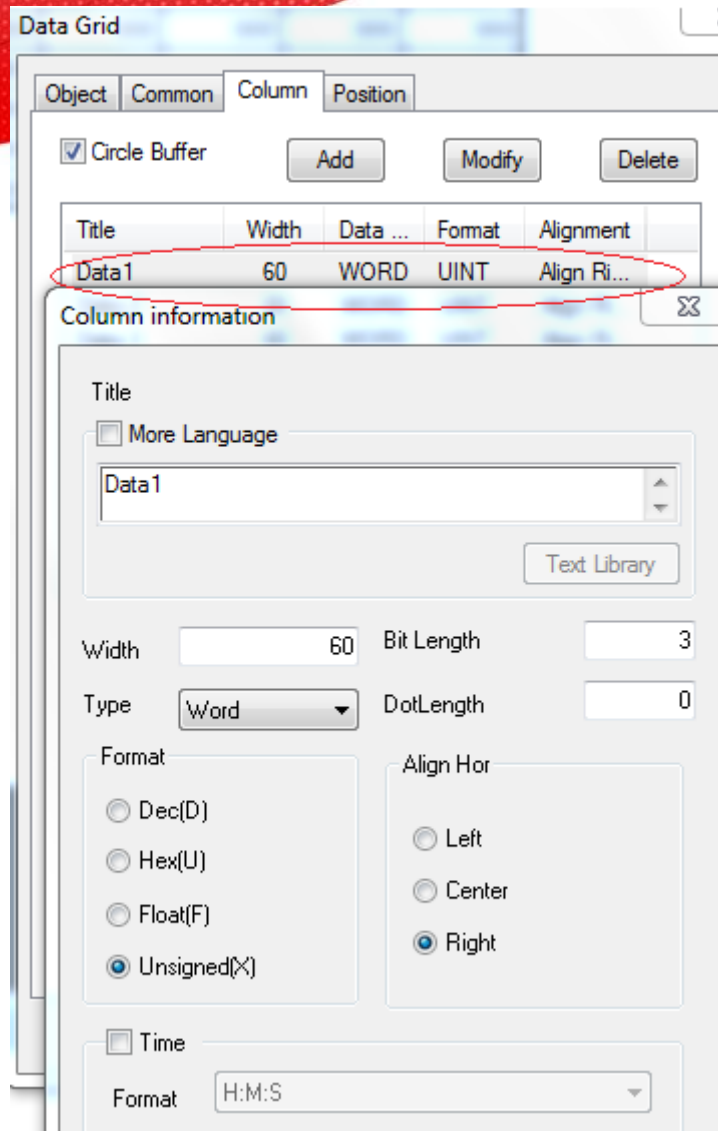 Data Grid
Object Common Column Position
Circle Buffer Add Modify Delete
Title Width Data ... Format Alignment
Data1 60 WORD UINT Align Ri...
Column information
Title
More Language
Data1
Text Library
Width 60 Bit Length 3
Type Word DotLength 0
Format Align Hor
Dec(D)
Left
Hex(U)
Center
Float(F)
Right
Unsigned(X)
Time
Format H:M:S